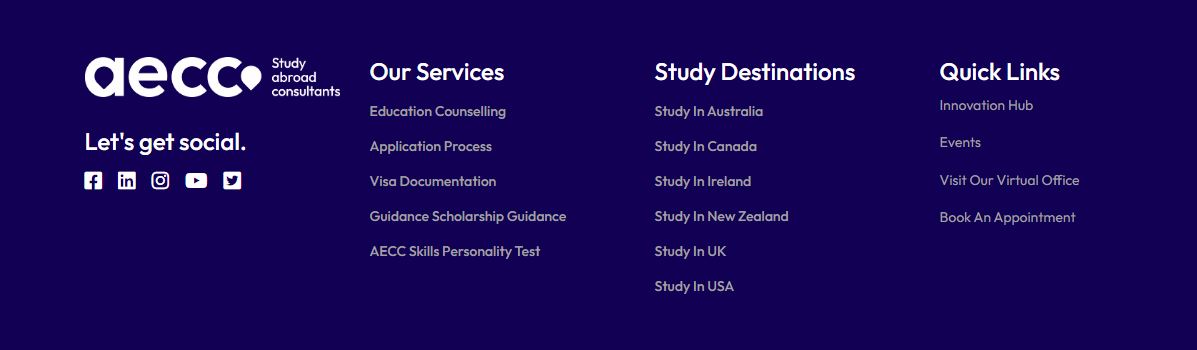 aecc
Study
abroad
consultants
Let's get social.
Our Services
Education Counselling
Application Process
Visa Documentation
Guidance Scholarship Guidance
AECC Skills Personality Test
Study Destinations
Study In Australia
Study In Canada
Study In Ireland
Study In New Zealand
Study In UK
Study In USA
Quick Links
Innovation Hub
Events
Visit Our Virtual Office
Book An Appointment